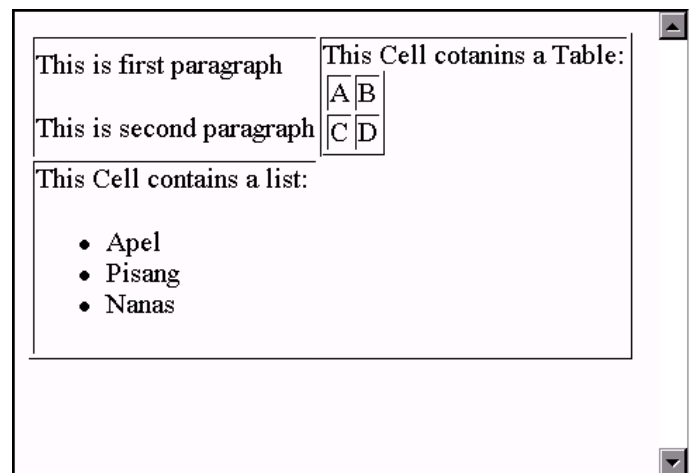 This is first paragraph
This is second paragraph
This Cell cotanins a Table:
A B
C D
This Cell contains a list:
• Apel
• Pisang
• Nanas